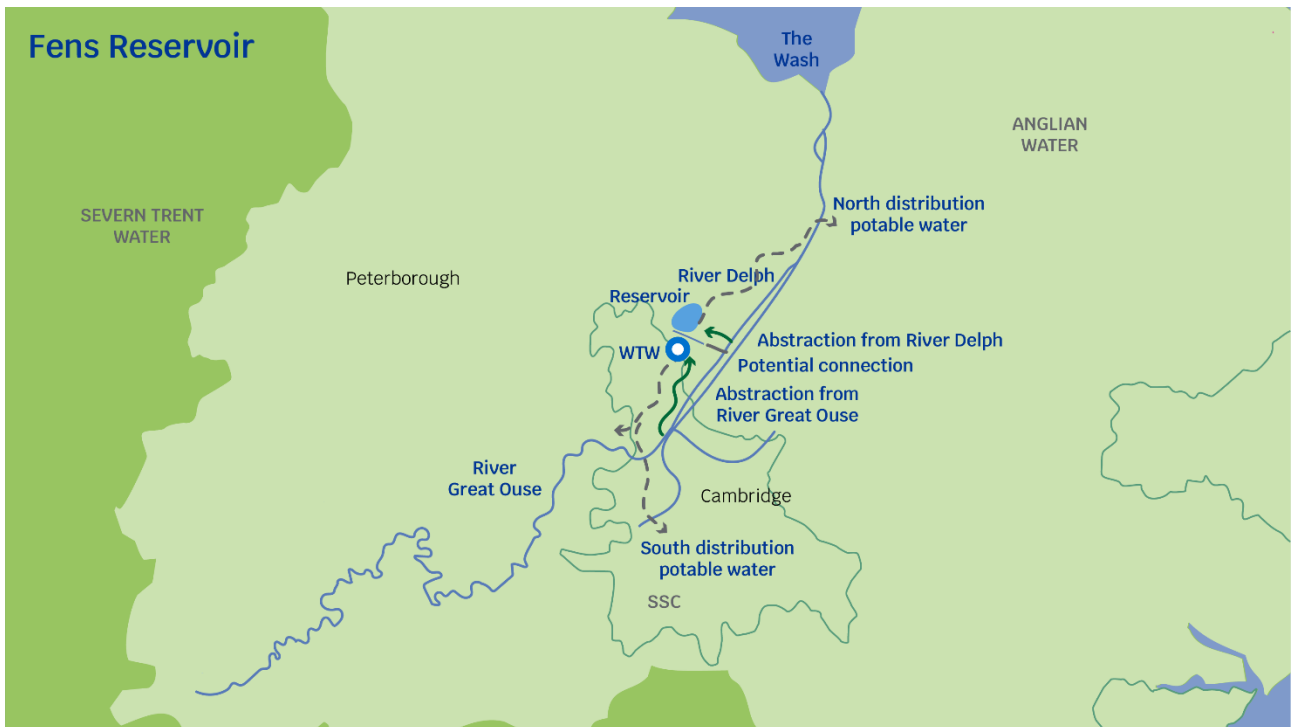 Fens Reservoir
The
Wash
ANGLIAN
WATER
SEVERN TRENT
WATER
North distribution
potable water
Peterborough
River Delph
Reservoir
WTW
Abstraction from River Delph
Potential connection
Abstraction from
River Great Ouse
River
Great Ouse
Cambridge
South distribution
potable water
SSC